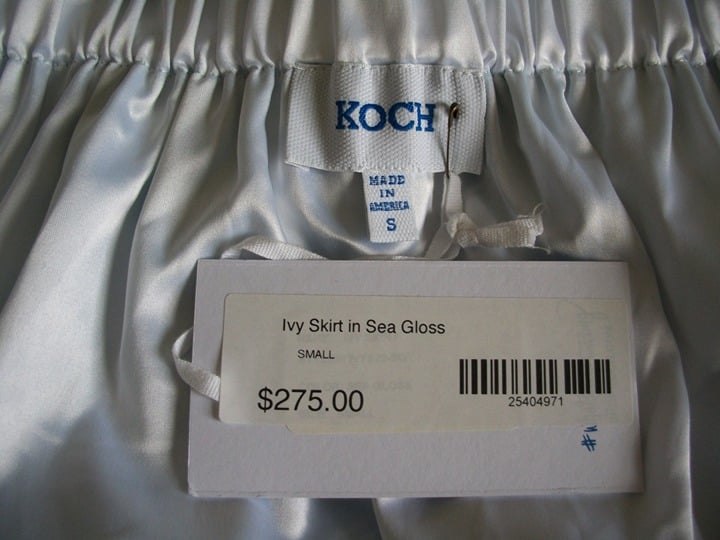 KOCH
MADE
IN
AMERICA
S
Ivy Skirt in Sea Gloss
SMALL
$275.00
25404971
#